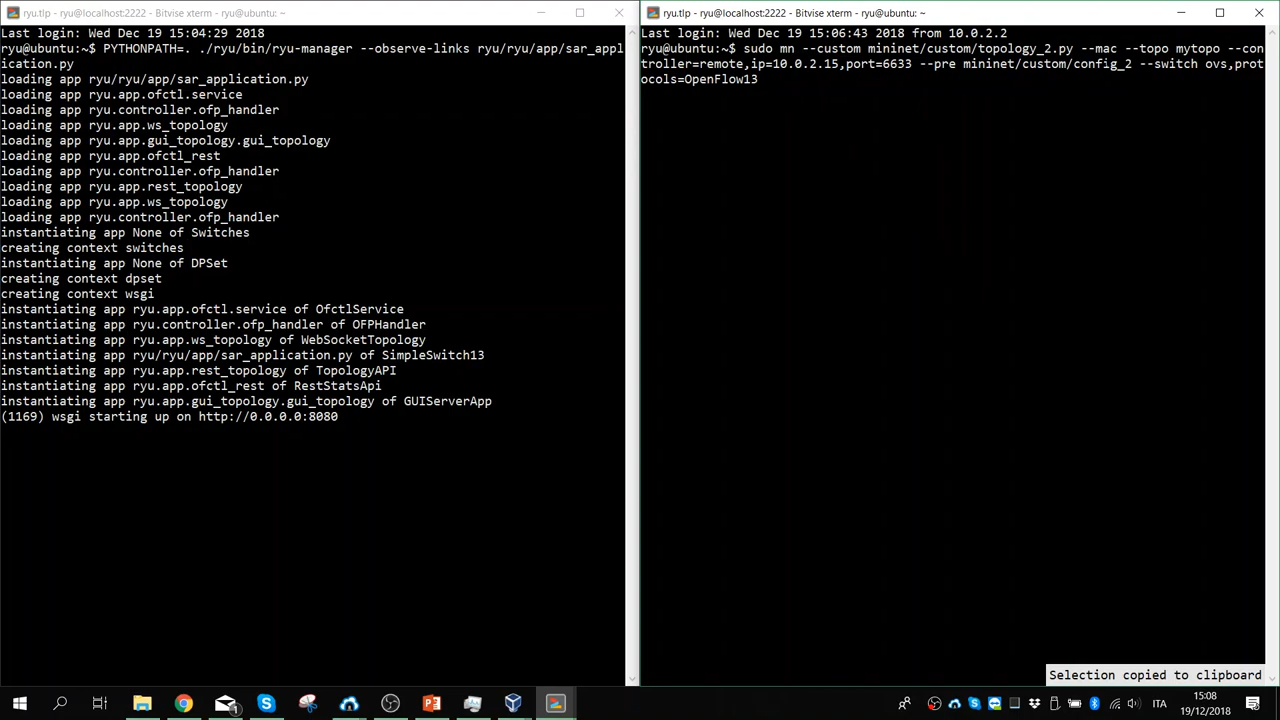 ryu.tlp - ryu@localhost:2222 - Bitvise xterm - ryu@ubuntu: ~
Last login: Wed Dec 19 15:04:29 2018
ryu@ubuntu:~$ PYTHONPATH=. ./ryu/bin/ryu-manager --observe-links ryu/ryu/app/sar_appl
ication.py
loading app ryu/ryu/app/sar_application.py
loading app ryu.app.ofctl.service
loading app ryu.controller.ofp_handler
loading app ryu.app.ws_topology
loading app ryu.app.gui_topology.gui_topology
loading app ryu.app.ofctl_rest
loading app ryu.controller.ofp_handler
loading app ryu.app.rest_topology
loading app ryu.app.ws_topology
loading app ryu.controller.ofp_handler
instantiating app None of Switches
creating context switches
instantiating app None of DPSet
creating context dpset
creating context wsgi
instantiating app ryu.app.ofctl.service of OfctlService
instantiating app ryu.controller.ofp_handler of OFPHandler
instantiating app ryu.app.ws_topology of WebSocketTopology
instantiating app ryu/ryu/app/sar_application.py of SimpleSwitch13
instantiating app ryu.app.rest_topology of TopologyAPI
instantiating app ryu.app.ofctl_rest of RestStatsApi
instantiating app ryu.app.gui_topology.gui_topology of GUIServerApp
(1169) wsgi starting up on http://0.0.0.0:8080
ryu.tlp - ryu@localhost:2222 - Bitvise xterm - ryu@ubuntu: ~
Last login: Wed Dec 19 15:06:43 2018 from 10.0.2.2
ryu@ubuntu:~$ sudo mn --custom mininet/custom/topology_2.py --mac --topo mytopo --con
troller=remote,ip=10.0.2.15,port=6633 --pre mininet/custom/config_2 --switch ovs,prot
ocols=OpenFlow13
Selection copied to clipboard
1
ITA
15:08
19/12/2018